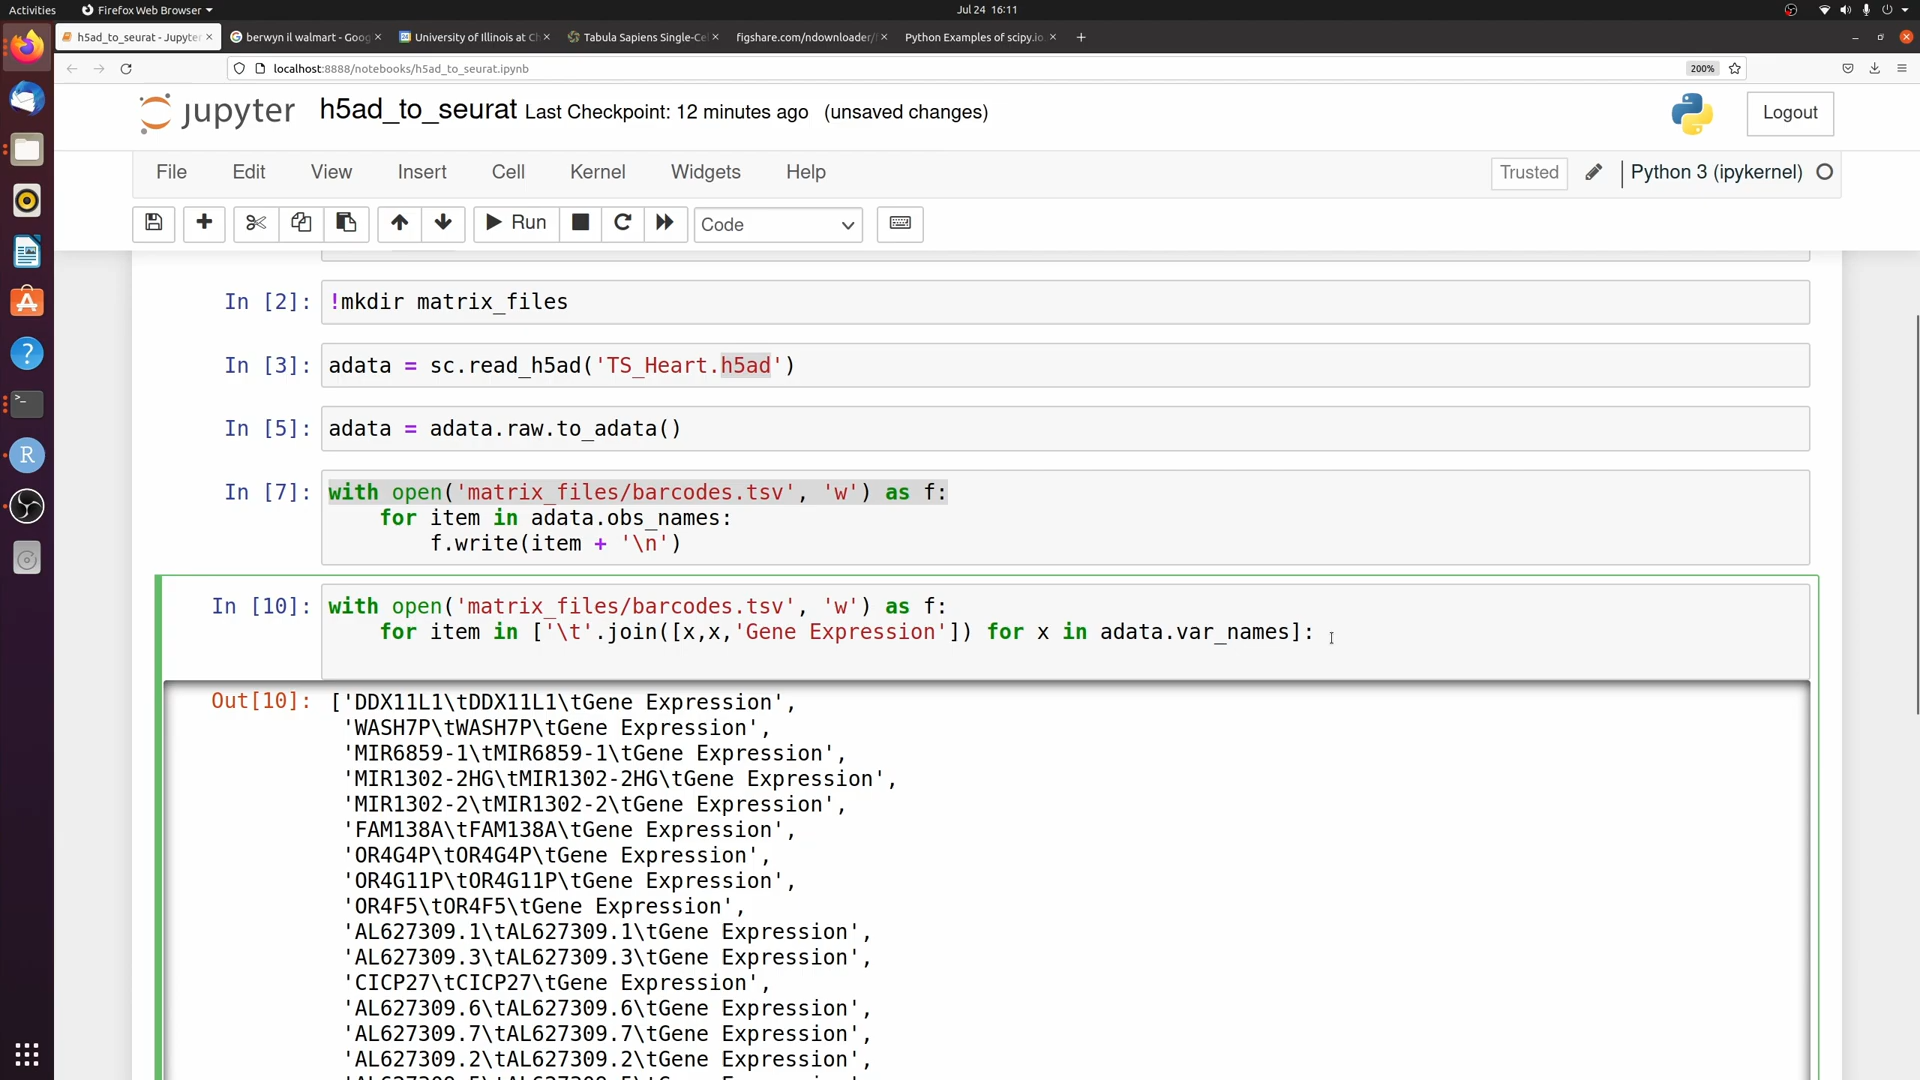 Activities
Firefox Web Browser
Jul 24 16:11
h5ad_to_seurat - Jupyter
berwyn il walmart - Goo
University of Illinois at Ch
Tabula Sapiens Single-Ce
figshare.com/ndownloader/
Python Examples of scipy.io.
localhost:8888/notebooks/h5ad_to_seurat.ipynb
200%
jupyter
h5ad_to_seurat Last Checkpoint: 12 minutes ago (unsaved changes)
Logout
File Edit View Insert Cell Kernel Widgets Help
Trusted
Python 3 (ipykernel)
Run
Code
In [2]: !mkdir matrix_files
In [3]: adata = sc.read_h5ad('TS_Heart.h5ad')
In [5]: adata = adata.raw.to_adata()
In [7]: with open('matrix_files/barcodes.tsv', 'w') as f:
for item in adata.obs_names:
f.write(item + '\n')
In [10]: with open('matrix_files/barcodes.tsv', 'w') as f:
for item in ['\t'.join([x,x,'Gene Expression']) for x in adata.var_names]:
Out[10]: ['DDX11L1\tDDX11L1\tGene Expression',
'WASH7P\tWASH7P\tGene Expression',
'MIR6859-1\tMIR6859-1\tGene Expression',
'MIR1302-2HG\tMIR1302-2HG\tGene Expression',
'MIR1302-2\tMIR1302-2\tGene Expression',
'FAM138A\tFAM138A\tGene Expression',
'OR4G4P\tOR4G4P\tGene Expression',
'OR4G11P\tOR4G11P\tGene Expression',
'OR4F5\tOR4F5\tGene Expression',
'AL627309.1\tAL627309.1\tGene Expression',
'AL627309.3\tAL627309.3\tGene Expression',
'CICP27\tCICP27\tGene Expression',
'AL627309.6\tAL627309.6\tGene Expression',
'AL627309.7\tAL627309.7\tGene Expression',
'AL627309.2\tAL627309.2\tGene Expression',